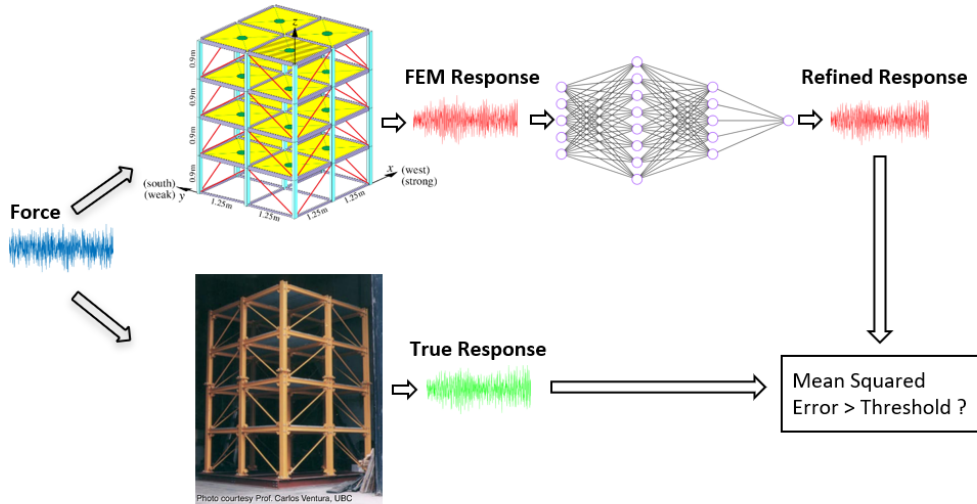 FEM Response
Refined Response
0.9m
0.9m
0.9m
0.9m
z
x
(west)
(strong)
(south)
(weak)
y
1.25m
1.25m
1.25m
1.25m
Force
True Response
Mean Squared
Error > Threshold ?
Photo courtesy Prof. Carlos Ventura, UBC